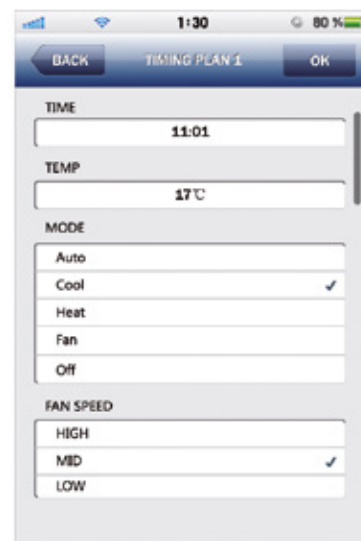 1:30 80 %
BACK TIMING PLAN 1 OK
TIME
11:01
TEMP
17℃
MODE
Auto
Cool
Heat
Fan
Off
FAN SPEED
HIGH
MID
LOW